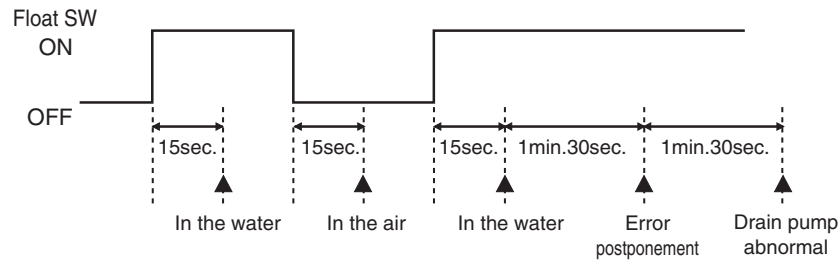 Float SW
ON
OFF
15sec. 15sec. 15sec. 1min.30sec. 1min.30sec.
In the water In the air In the water Error postponement Drain pump abnormal